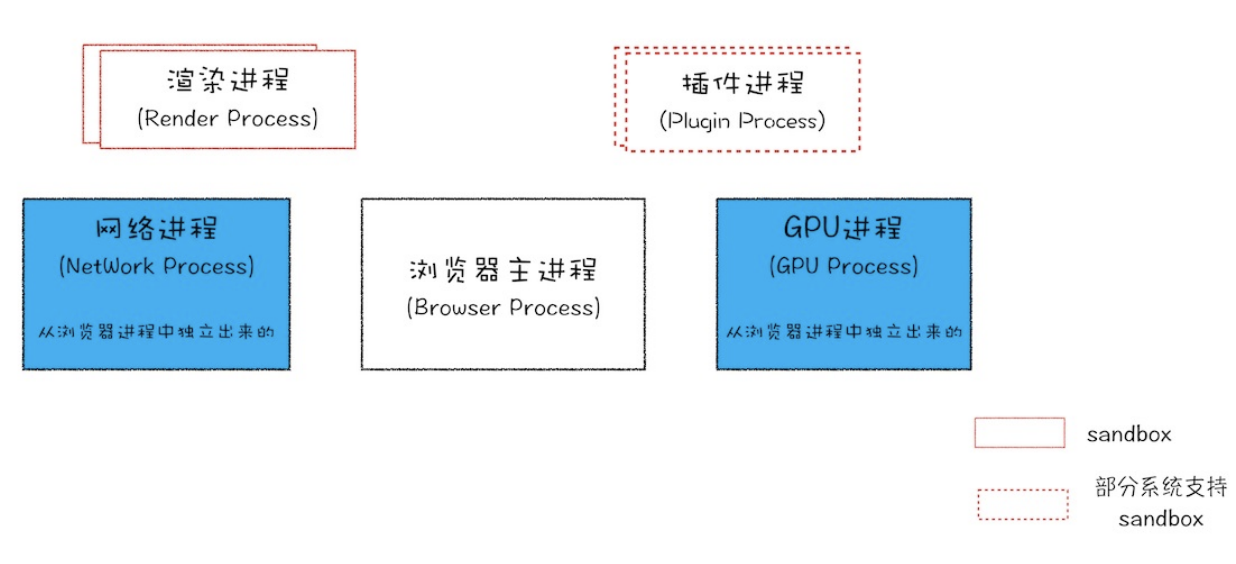 渲染进程
(Render Process)
插件进程
(Plugin Process)
网络进程
(NetWork Process)
从浏览器进程中独立出来的
浏览器主进程
(Browser Process)
GPU进程
(GPU Process)
从浏览器进程中独立出来的
sandbox
部分系统支持
sandbox